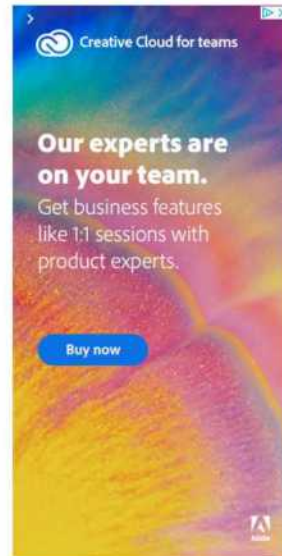 Creative Cloud for teams
Our experts are
on your team.
Get business features
like 1:1 sessions with
product experts.
Buy now
Adobe